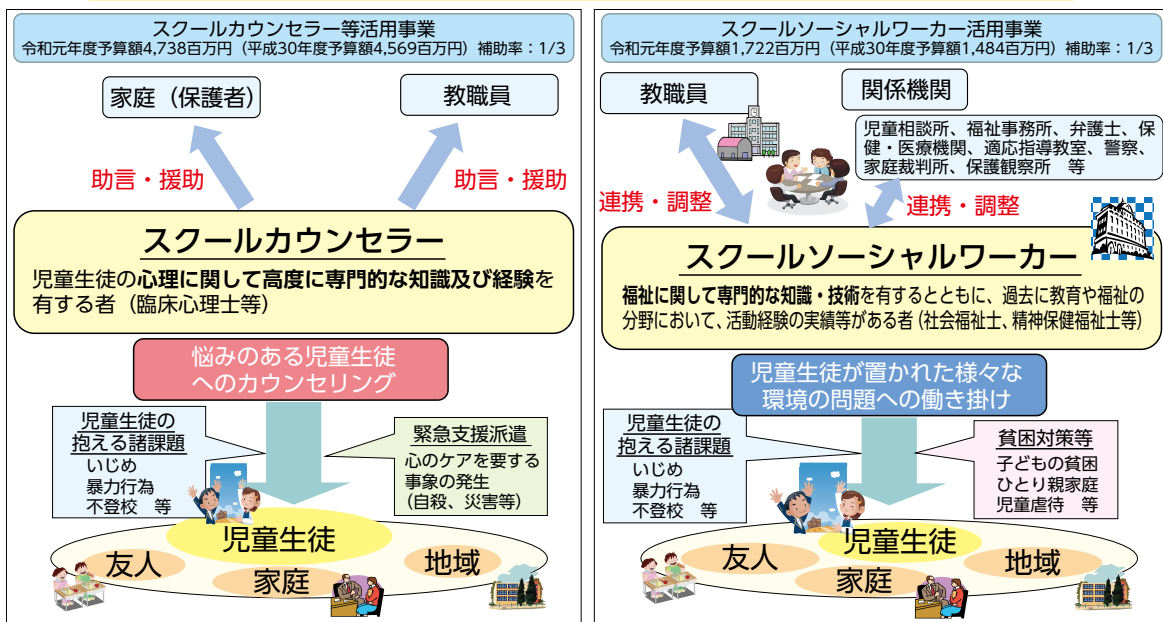 スクールカウンセラー等活用事業
令和元年度予算額4,738百万円（平成30年度予算額4,569百万円）補助率：1/3
家庭（保護者）
教職員
助言・援助
助言・援助
スクールカウンセラー
児童生徒の心理に関して高度に専門的な知識及び経験を
有する者（臨床心理士等）
悩みのある児童生徒
へのカウンセリング
児童生徒の
抱える諸課題
いじめ
暴力行為
不登校　等
緊急支援派遣
心のケアを要する
事象の発生
(自殺、災害等)
児童生徒
友人
家庭
地域
スクールソーシャルワーカー活用事業
令和元年度予算額1,722百万円（平成30年度予算額1,484百万円）補助率：1/3
教職員
関係機関
児童相談所、福祉事務所、弁護士、保
健・医療機関、適応指導教室、警察、
家庭裁判所、保護観察所　等
連携・調整
連携・調整
スクールソーシャルワーカー
福祉に関して専門的な知識・技術を有するとともに、過去に教育や福祉の
分野において、活動経験の実績等がある者（社会福祉士、精神保健福祉士等）
児童生徒が置かれた様々な
環境の問題への働き掛け
児童生徒の
抱える諸課題
いじめ
暴力行為
不登校　等
貧困対策等
子どもの貧困
ひとり親家庭
児童虐待　等
児童生徒
友人
家庭
地域